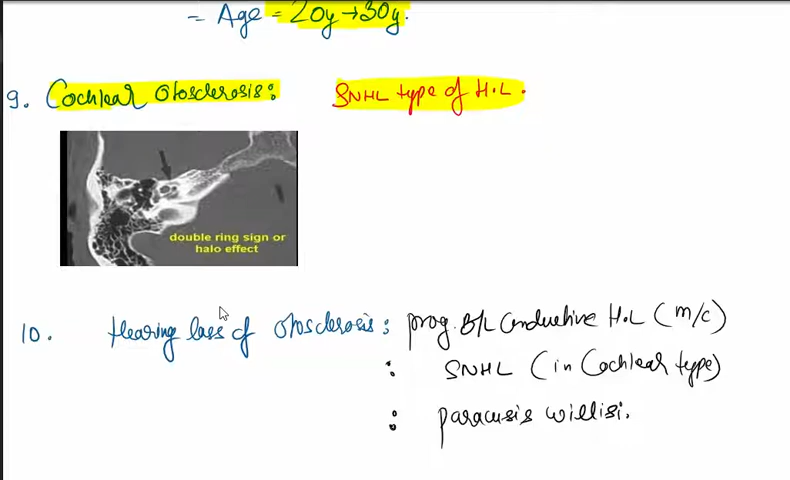 = Age = 20y→30y.
9. Cochlear Otosclerosis: SNHL type of H.L.
double ring sign or
halo effect
10. Hearing loss of otosclerosis: prog. B/L Conductive H.L (m/c)
: SNHL (in Cochlear type)
: paracusis willisi.